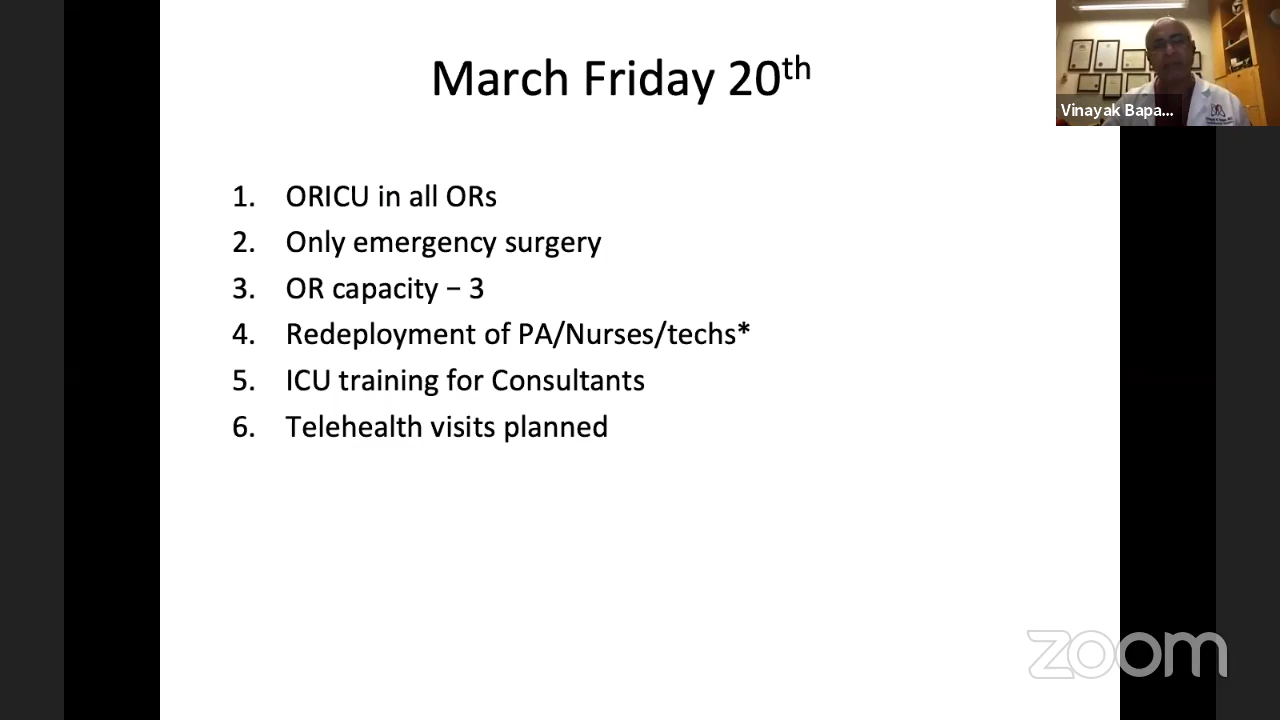 March Friday 20th
Vinayak Bapa...
1. ORICU in all ORs
2. Only emergency surgery
3. OR capacity – 3
4. Redeployment of PA/Nurses/techs*
5. ICU training for Consultants
6. Telehealth visits planned
zoom